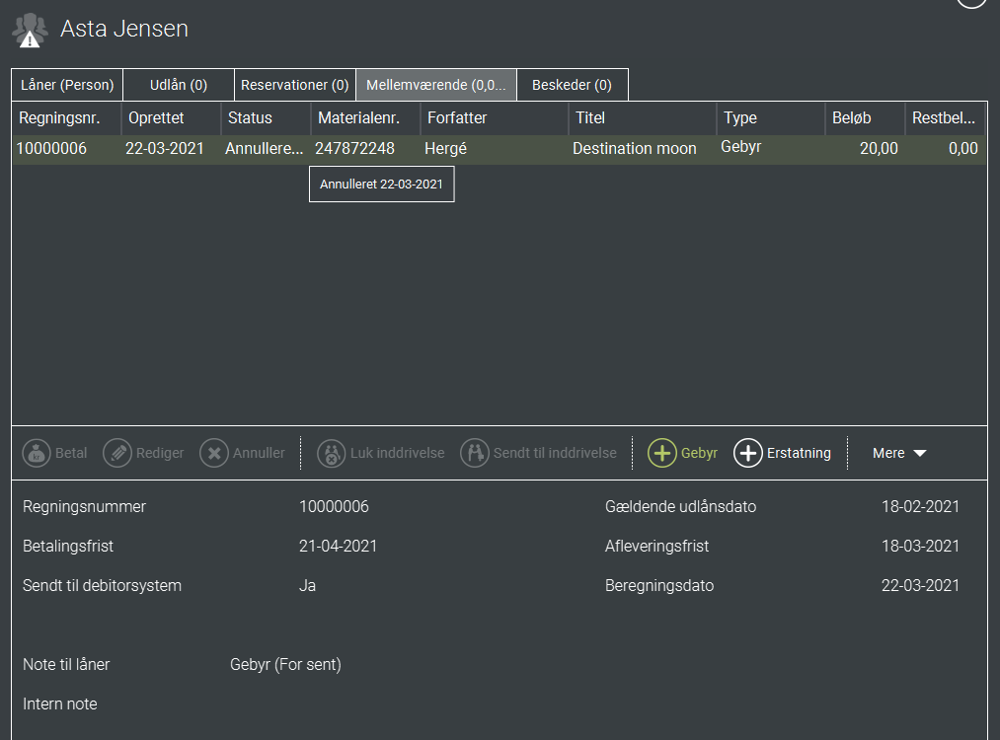 Asta Jensen
Låner (Person) Udlån (0) Reservationer (0) Mellemværende (0,0... Beskeder (0)
Regningsnr. Oprettet Status Materialenr. Forfatter Titel Type Beløb Restbel...
10000006 22-03-2021 Annullere... 247872248 Hergé Destination moon Gebyr 20,00 0,00
Annulleret 22-03-2021
kr Betal Rediger Annuller Luk inddrivelse Sendt til inddrivelse Gebyr Erstatning Mere
Regningsnummer 10000006 Gældende udlånsdato 18-02-2021
Betalingsfrist 21-04-2021 Afleveringsfrist 18-03-2021
Sendt til debitorsystem Ja Beregningsdato 22-03-2021
Note til låner Gebyr (For sent)
Intern note